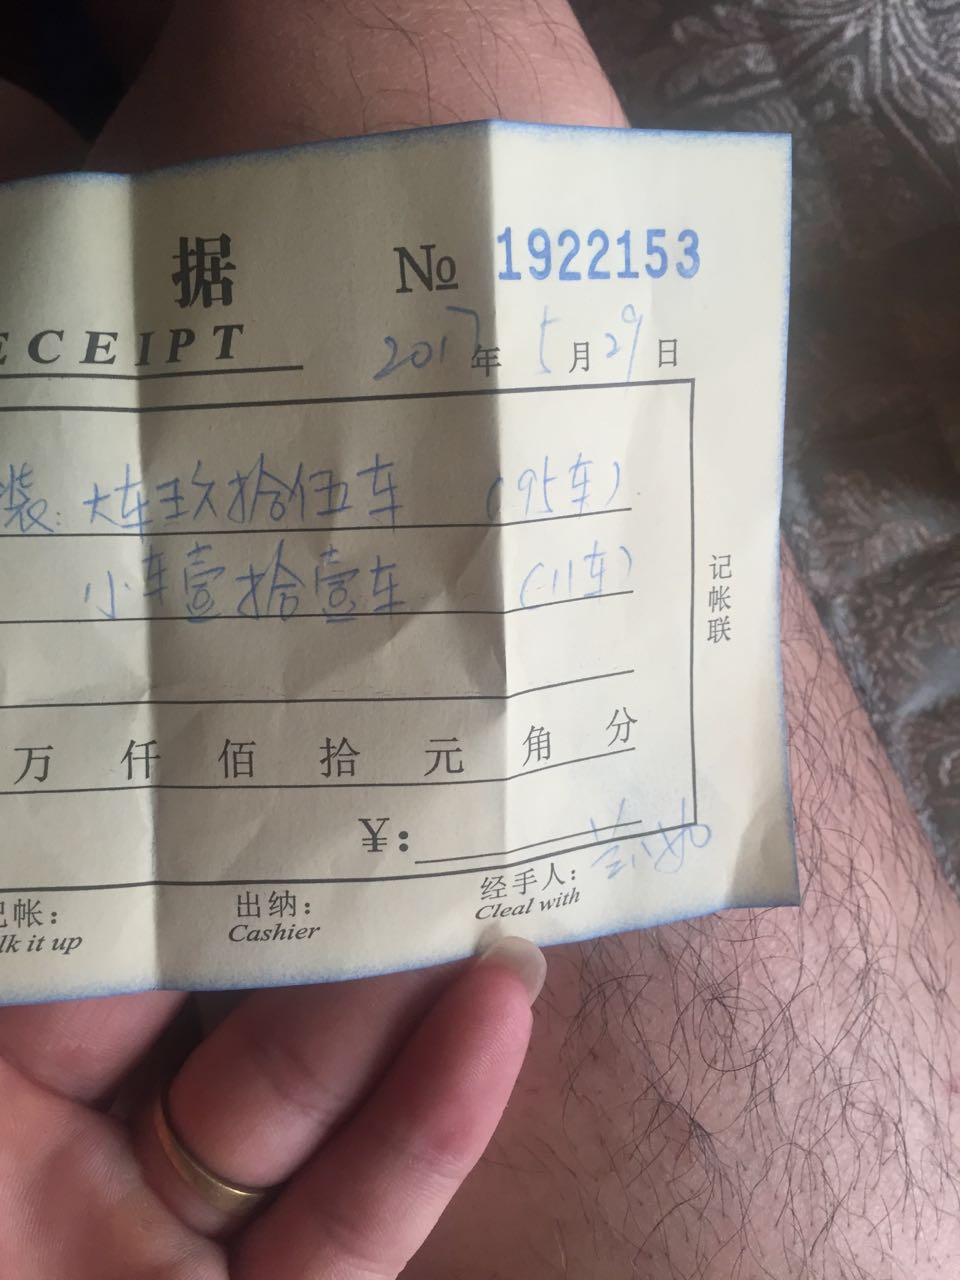 据 № 1922153
ECEIPT 2017年 5月29日
装: 大车玖拾伍车 (95车)
小车壹拾壹车 (11车)
记帐联
万 仟 佰 拾 元 角 分
¥:
记帐: 出纳: 经手人:
lk it up Cashier Cleal with